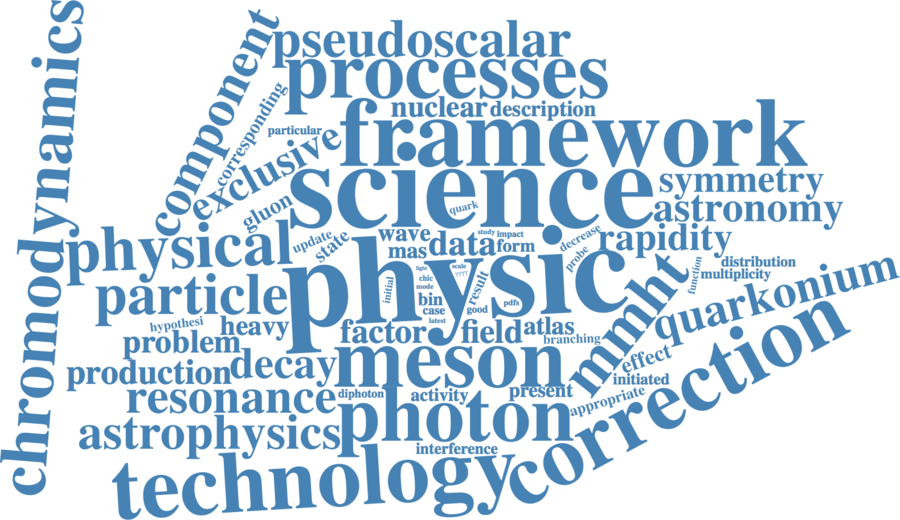 chromodynamics
component
pseudoscalar
processes
corresponding
nuclear
description
particular
exclusive
framework
science
symmetry
astronomy
gluon
quark
physical
update
state
wave
data
study
impact
mas
form
decrease
probe
rapidity
physic
light
scale
????
chic
mode
result
initial
bin
case
good
pdfs
latest
function
distribution
multiplicity
mmht
quarkonium
particle
hypothesi
heavy
factor
field
atlas
branching
problem
production
decay
meson
effect
initiated
correction
resonance
diphoton
activity
present
appropriate
astrophysics
photon
interference
technology